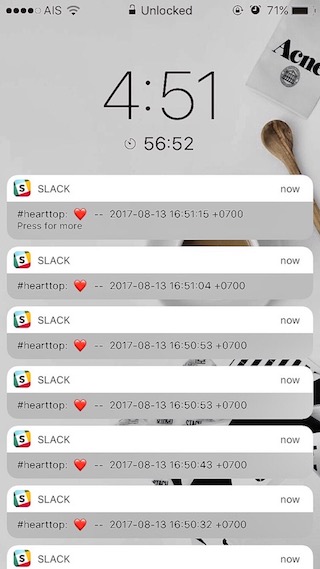 AIS Unlocked 71%
Acne
4:51
56:52
SLACK now
#hearttop: ❤️ -- 2017-08-13 16:51:15 +0700
Press for more
SLACK now
#hearttop: ❤️ -- 2017-08-13 16:51:04 +0700
SLACK now
#hearttop: ❤️ -- 2017-08-13 16:50:53 +0700
SLACK now
#hearttop: ❤️ -- 2017-08-13 16:50:53 +0700
SLACK now
#hearttop: ❤️ -- 2017-08-13 16:50:43 +0700
SLACK now
#hearttop: ❤️ -- 2017-08-13 16:50:32 +0700
SLACK now